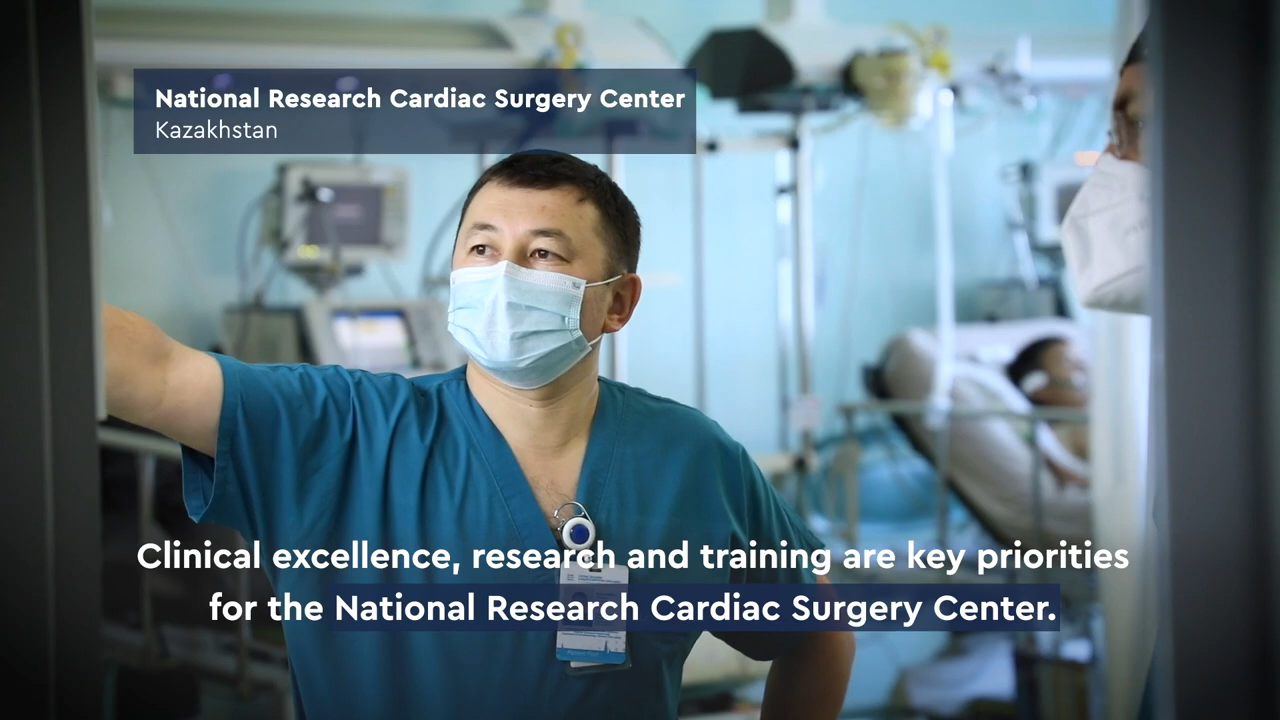 National Research Cardiac Surgery Center
Kazakhstan
Clinical excellence, research and training are key priorities
for the National Research Cardiac Surgery Center.